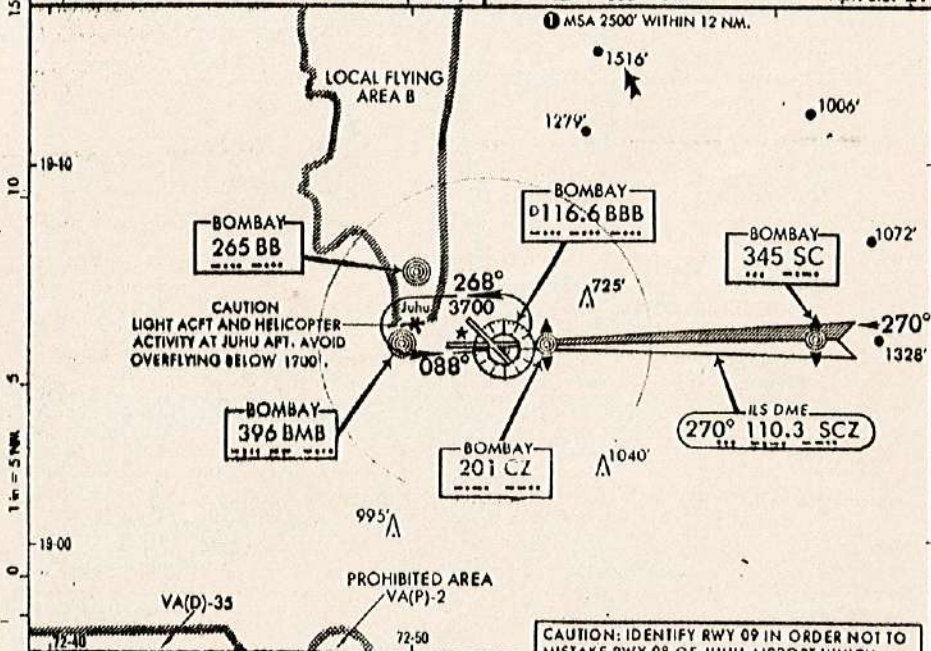 15
❶ MSA 2500' WITHIN 12 NM.
1516'
LOCAL FLYING
AREA B
1006'
1279'
19-10
10
BOMBAY
D116.6 BBB
BOMBAY
265 BB
BOMBAY
345 SC
1072'
268°
3700
725'
Juhu
CAUTION
LIGHT ACFT AND HELICOPTER
ACTIVITY AT JUHU APT. AVOID
OVERFLYING BELOW 1700'.
270°
1328'
088°
5
BOMBAY
396 BMB
ILS DME
270° 110.3 SCZ
BOMBAY
201 CZ
1040'
1 in = 5 NM
995'
19-00
0
PROHIBITED AREA
VA(P)-2
VA(D)-35
72-40
72-50
CAUTION: IDENTIFY RWY 09 IN ORDER NOT TO